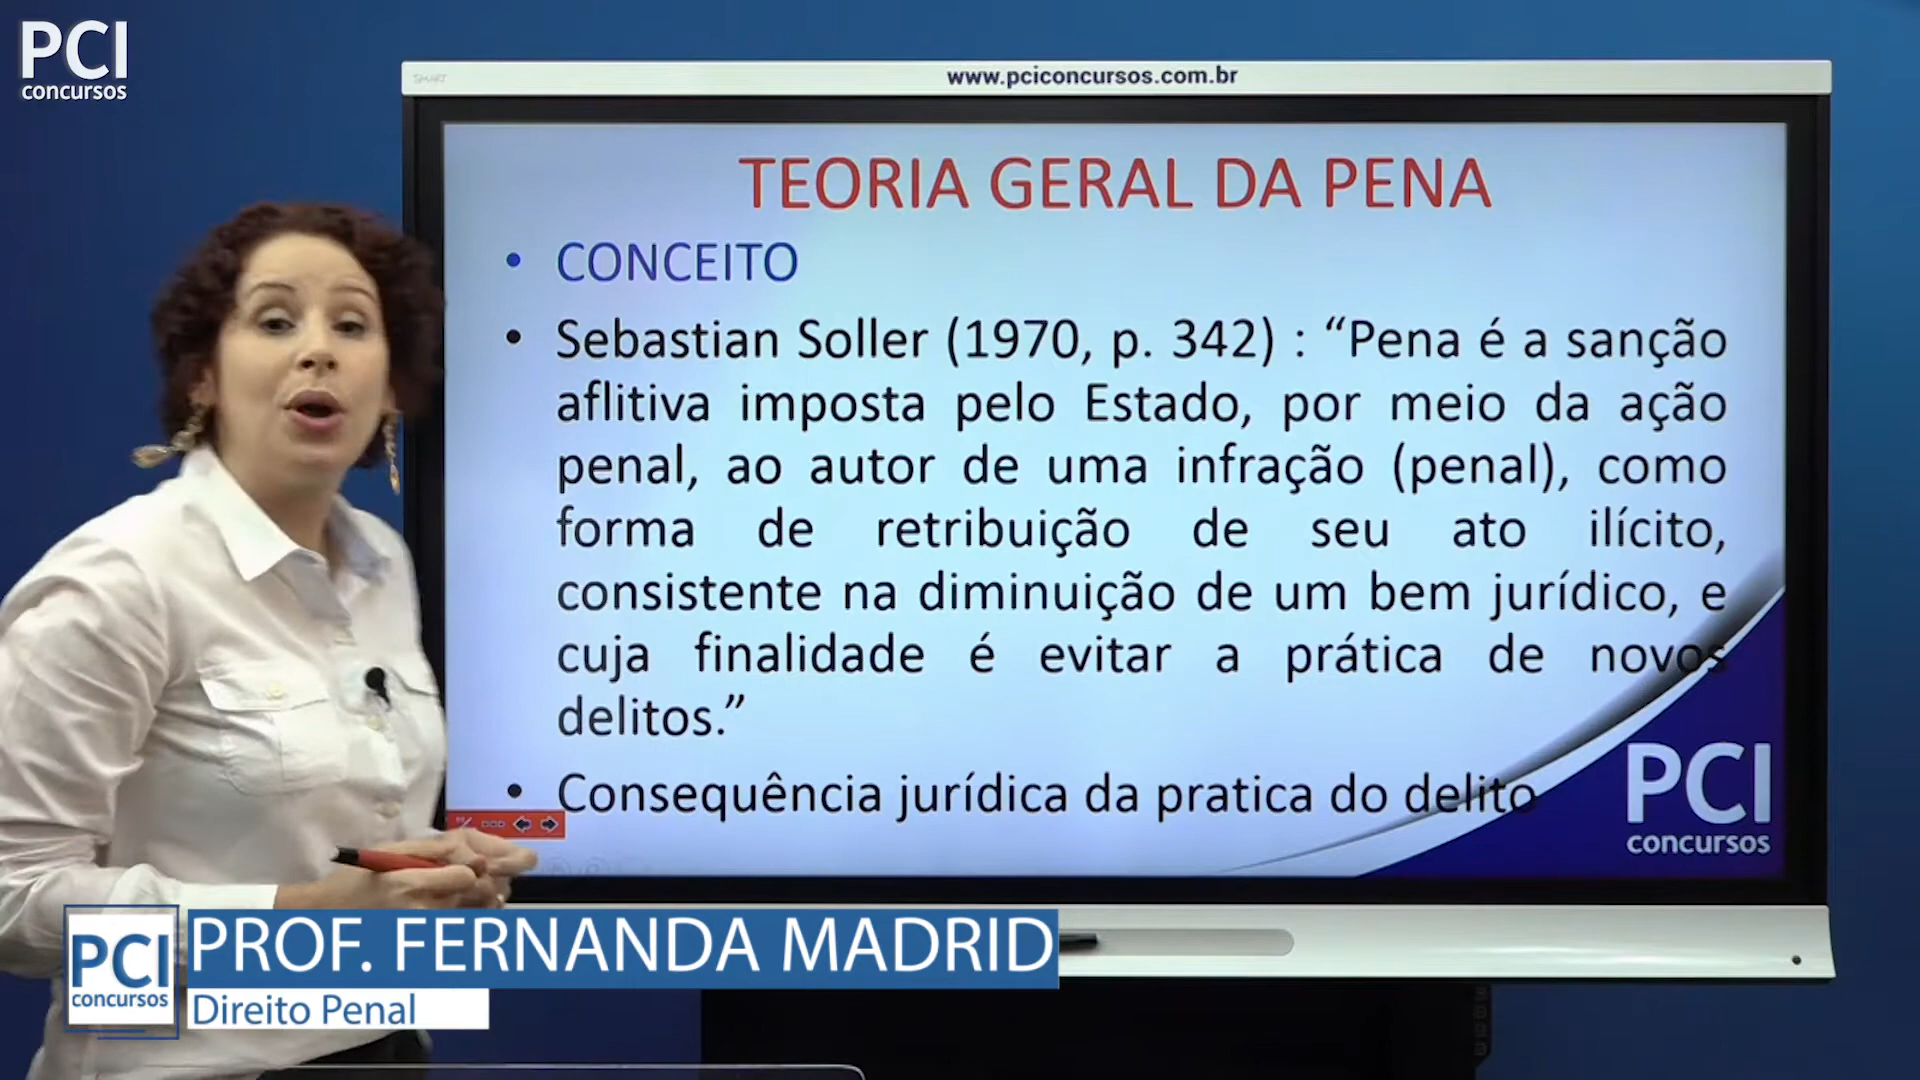 PCI
concursos
SMART
www.pciconcursos.com.br
TEORIA GERAL DA PENA
• CONCEITO
• Sebastian Soller (1970, p. 342) : “Pena é a sanção
aflitiva imposta pelo Estado, por meio da ação
penal, ao autor de uma infração (penal), como
forma de retribuição de seu ato ilícito,
consistente na diminuição de um bem jurídico, e
cuja finalidade é evitar a prática de novos
delitos.”
• Consequência jurídica da pratica do delito
PCI
concursos
PCI
concursos
PROF. FERNANDA MADRID
Direito Penal